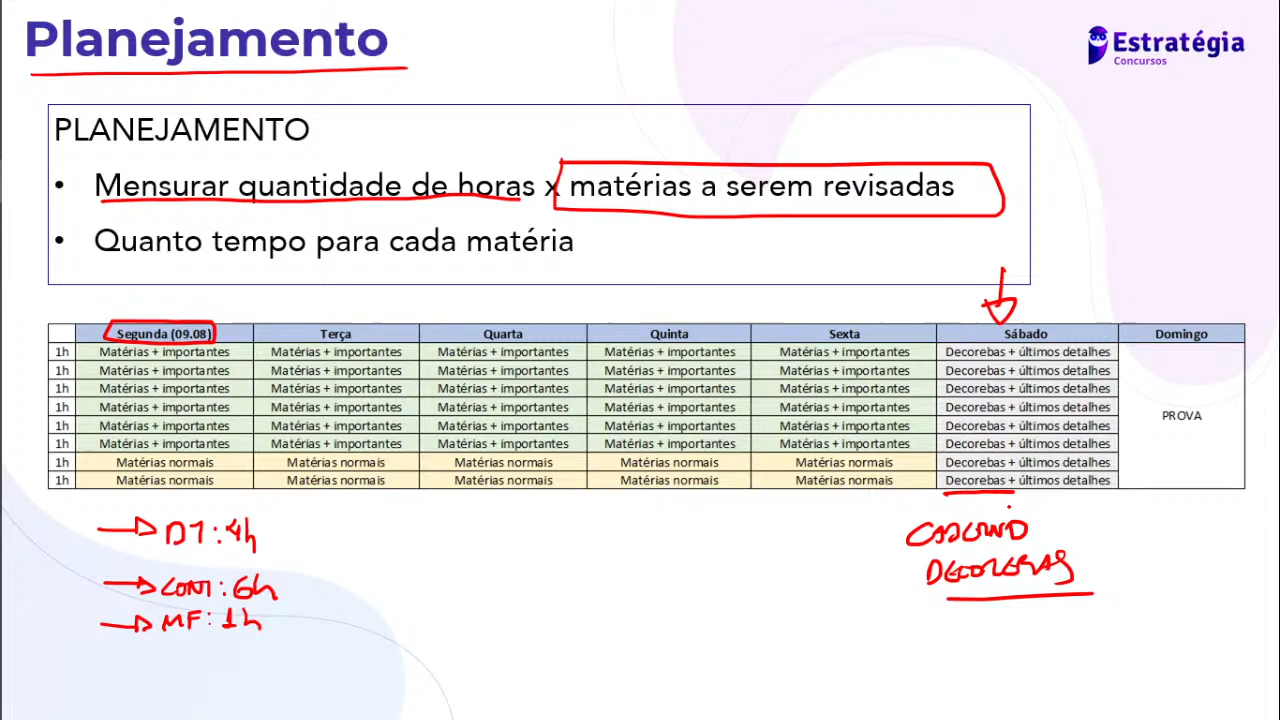 Planejamento
Estratégia
Concursos
PLANEJAMENTO
• Mensurar quantidade de horas x matérias a serem revisadas
• Quanto tempo para cada matéria
Segunda (09.08) Terça Quarta Quinta Sexta Sábado Domingo
1h Matérias + importantes Matérias + importantes Matérias + importantes Matérias + importantes Matérias + importantes Decorebas + últimos detalhes
1h Matérias + importantes Matérias + importantes Matérias + importantes Matérias + importantes Matérias + importantes Decorebas + últimos detalhes
1h Matérias + importantes Matérias + importantes Matérias + importantes Matérias + importantes Matérias + importantes Decorebas + últimos detalhes
1h Matérias + importantes Matérias + importantes Matérias + importantes Matérias + importantes Matérias + importantes Decorebas + últimos detalhes
PROVA
1h Matérias + importantes Matérias + importantes Matérias + importantes Matérias + importantes Matérias + importantes Decorebas + últimos detalhes
1h Matérias + importantes Matérias + importantes Matérias + importantes Matérias + importantes Matérias + importantes Decorebas + últimos detalhes
1h Matérias normais Matérias normais Matérias normais Matérias normais Matérias normais Decorebas + últimos detalhes
1h Matérias normais Matérias normais Matérias normais Matérias normais Matérias normais Decorebas + últimos detalhes
DT: 4h
CONT: 6h
MF: 1h
CADERNO
DECOREBAS